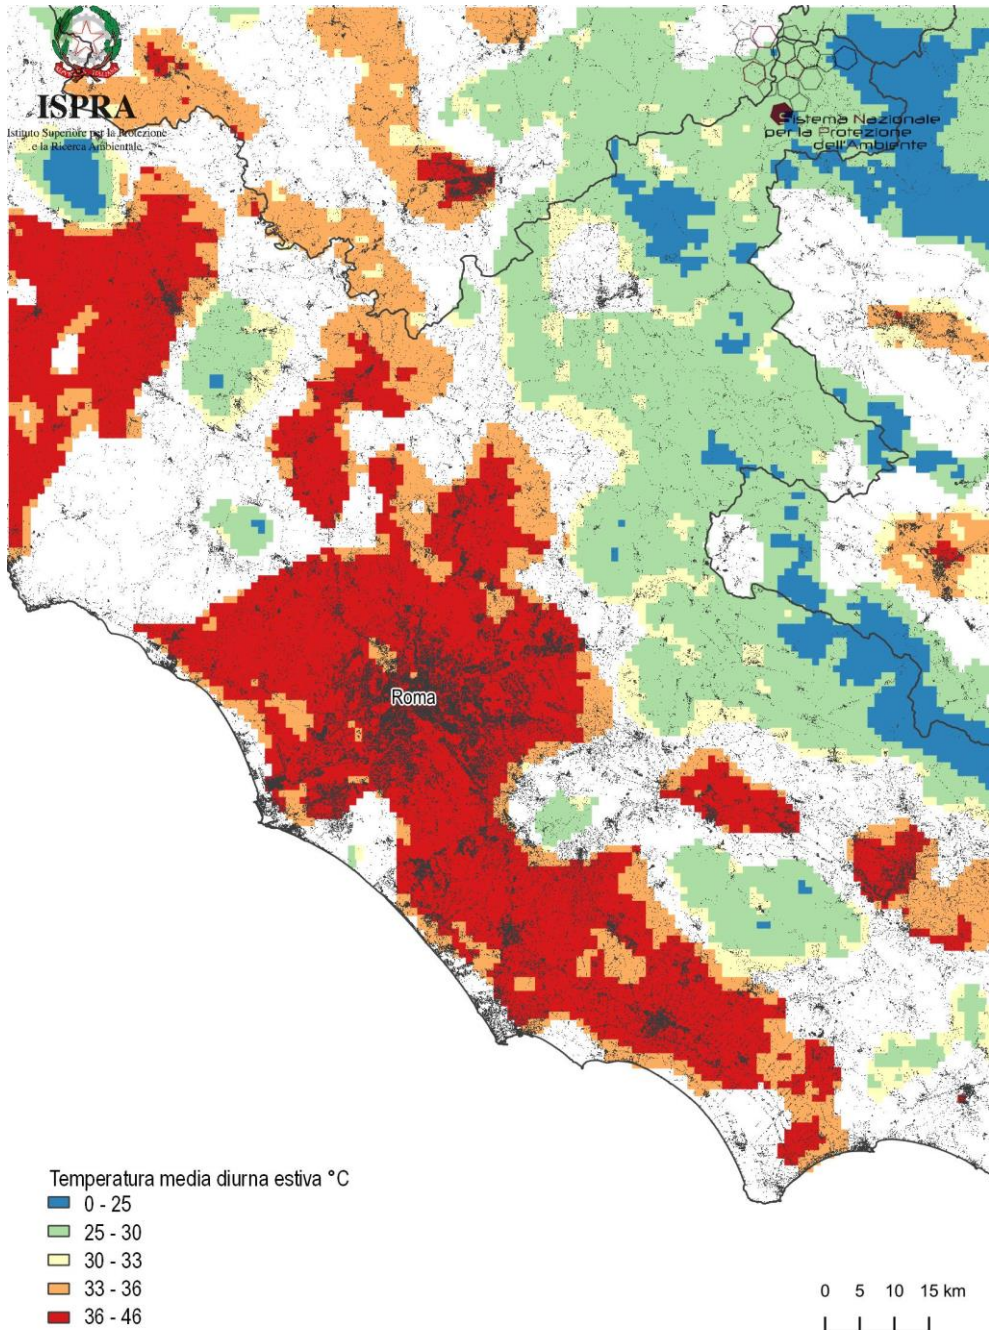 ISPRA
Istituto Superiore per la Protezione
e la Ricerca Ambientale
Sistema Nazionale
per la Protezione
dell'Ambiente
Roma
Temperatura media diurna estiva °C
0 - 25
25 - 30
30 - 33
33 - 36
36 - 46
0 5 10 15 km